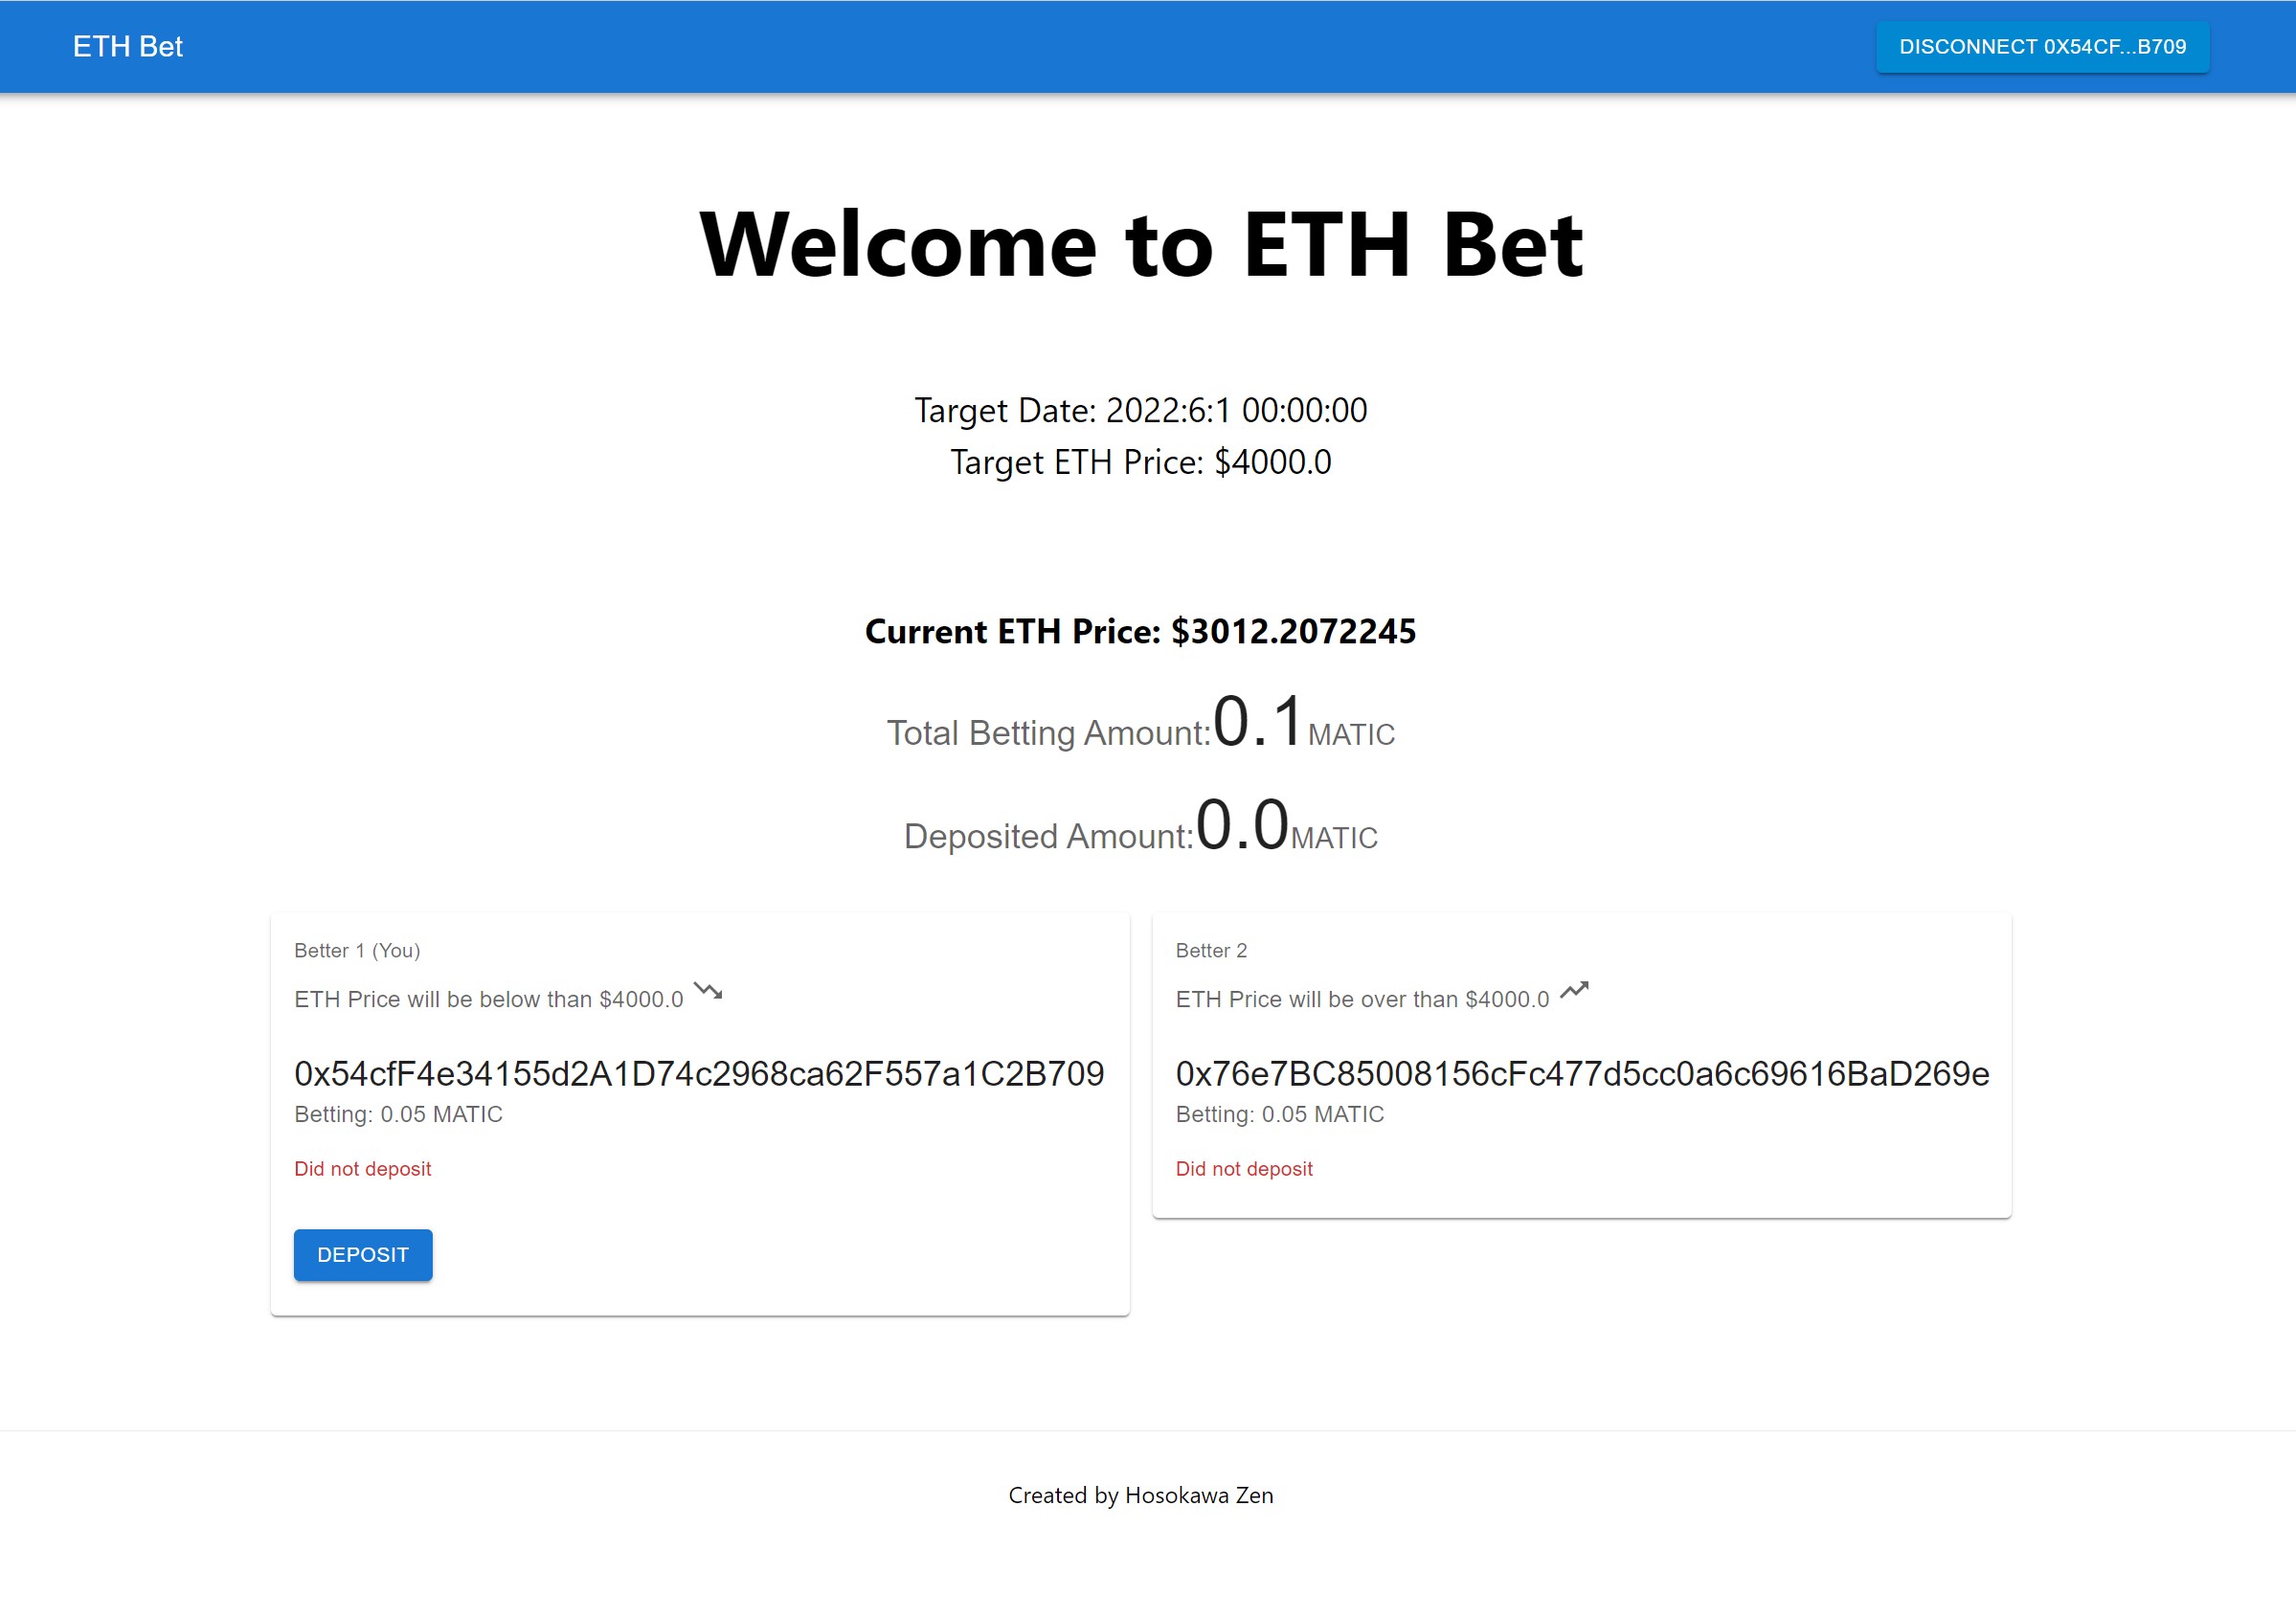 ETH Bet
DISCONNECT 0X54CF...B709
Welcome to ETH Bet
Target Date: 2022:6:1 00:00:00
Target ETH Price: $4000.0
Current ETH Price: $3012.2072245
Total Betting Amount:0.1MATIC
Deposited Amount:0.0MATIC
Better 1 (You)
ETH Price will be below than $4000.0
0x54cfF4e34155d2A1D74c2968ca62F557a1C2B709
Betting: 0.05 MATIC
Did not deposit
DEPOSIT
Better 2
ETH Price will be over than $4000.0
0x76e7BC85008156cFc477d5cc0a6c69616BaD269e
Betting: 0.05 MATIC
Did not deposit
Created by Hosokawa Zen